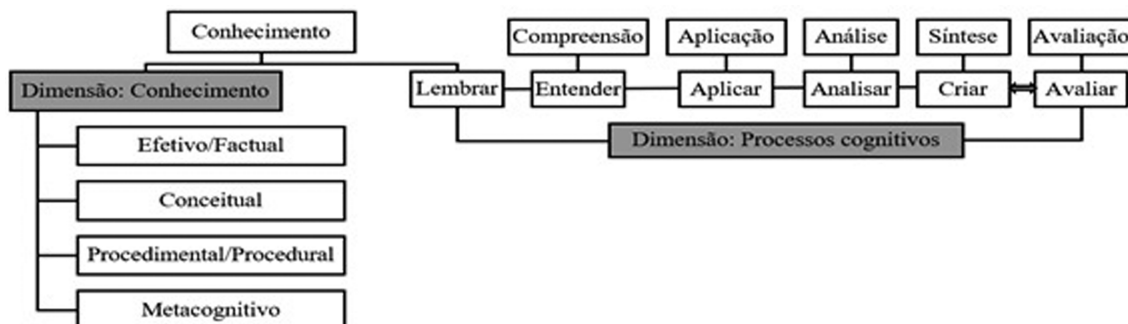 Conhecimento
Compreensão
Aplicação
Análise
Síntese
Avaliação
Dimensão: Conhecimento
Lembrar
Entender
Aplicar
Analisar
Criar
Avaliar
Dimensão: Processos cognitivos
Efetivo/Factual
Conceitual
Procedimental/Procedural
Metacognitivo